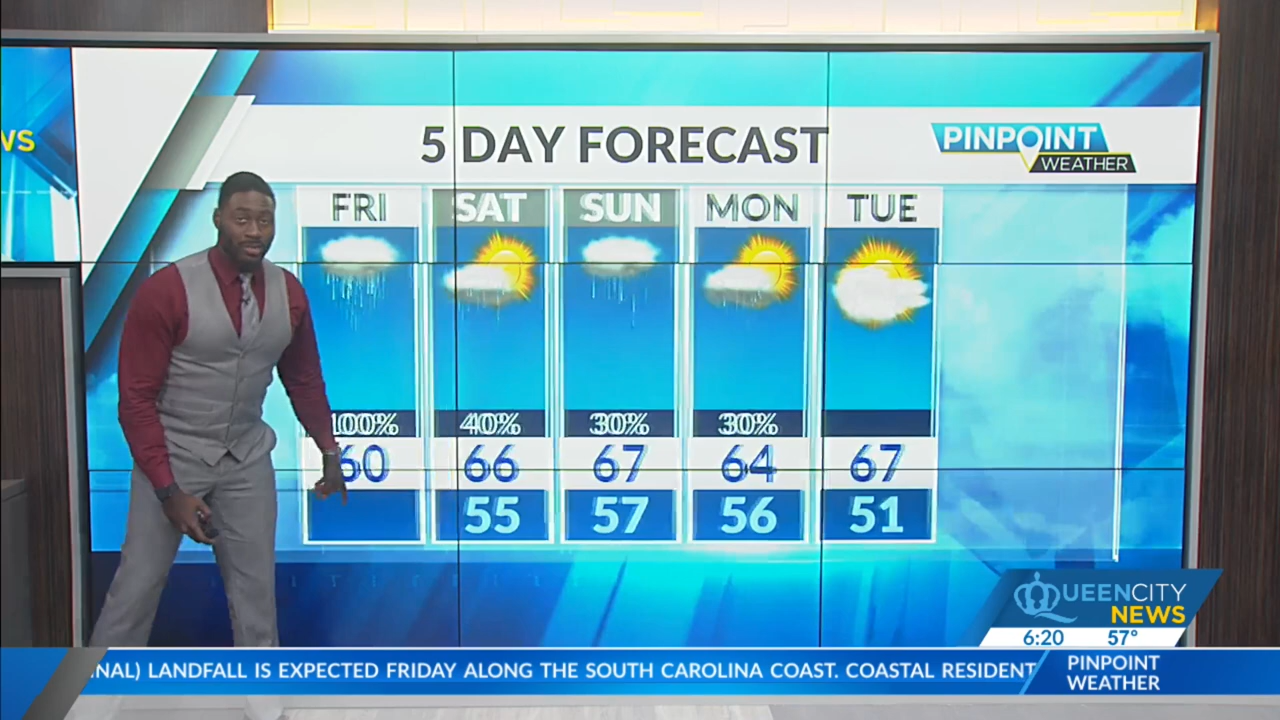 WS
5 DAY FORECAST
PINPOINT
WEATHER
FRI SAT SUN MON TUE
100% 40% 30% 30%
60 66 67 64 67
55 57 56 51
QUEENCITY
NEWS
6:20 57°
NAL) LANDFALL IS EXPECTED FRIDAY ALONG THE SOUTH CAROLINA COAST. COASTAL RESIDENT
PINPOINT
WEATHER